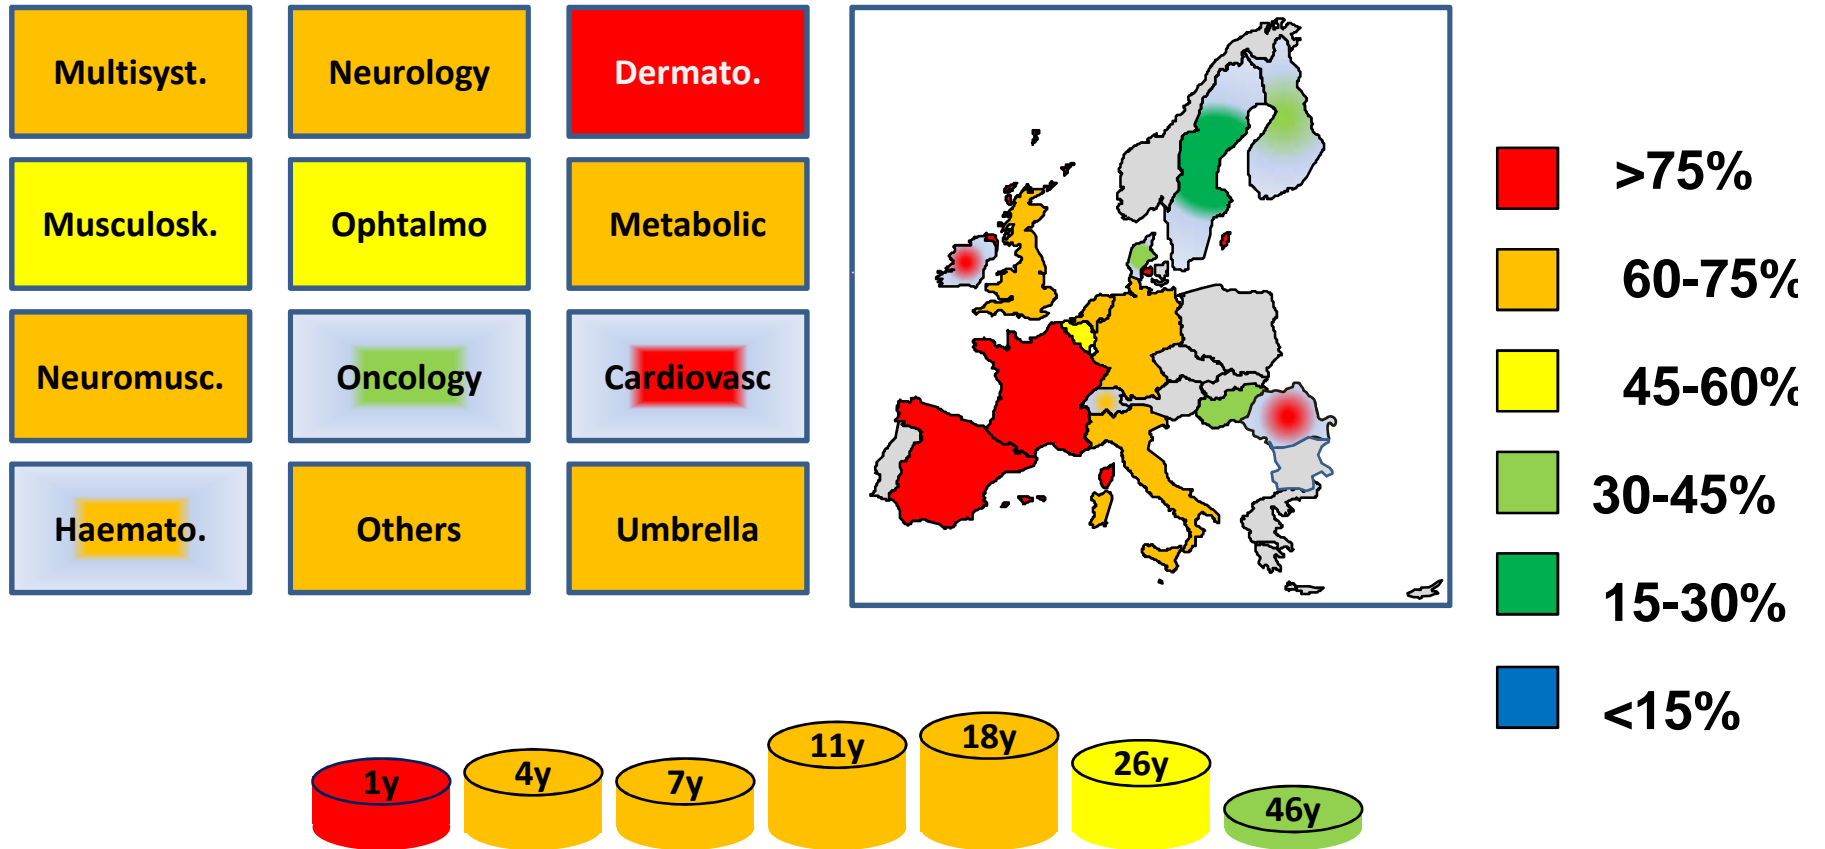 Multisyst.
Neurology
Dermato.
Musculosk.
Ophtalmo
Metabolic
Neuromusc.
Oncology
Cardiovasc
Haemato.
Others
Umbrella
>75%
60-75%
45-60%
30-45%
15-30%
<15%
1y
4y
7y
11y
18y
26y
46y